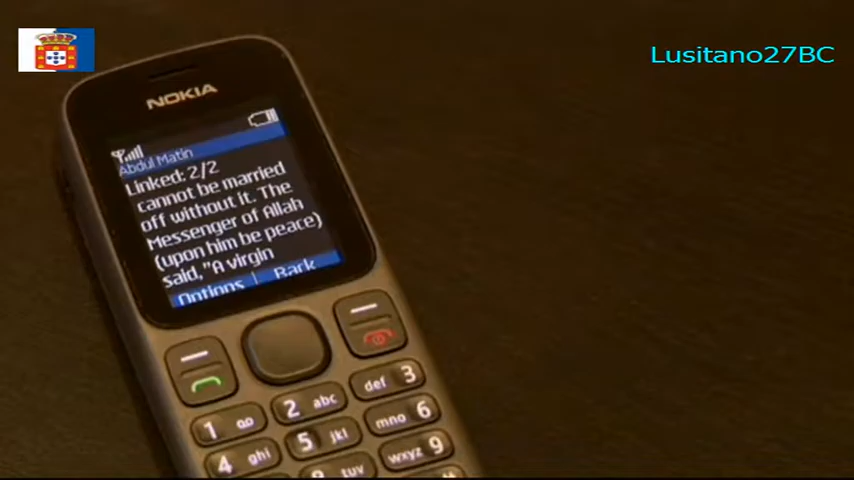 Lusitano27BC
NOKIA
Abdul Matin
Linked: 2/2
cannot be married
off without it. The
Messenger of Allah
(upon him be peace)
said, "A virgin
Options Back
def 3
2 abc
mno 6
1
5 jkl
wxyz 9
4 ghi
8 tuv